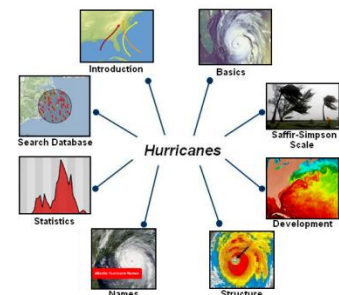 Introduction
Basics
Search Database
Hurricanes
Saffir-Simpson
Scale
Statistics
Development
Names
Structure